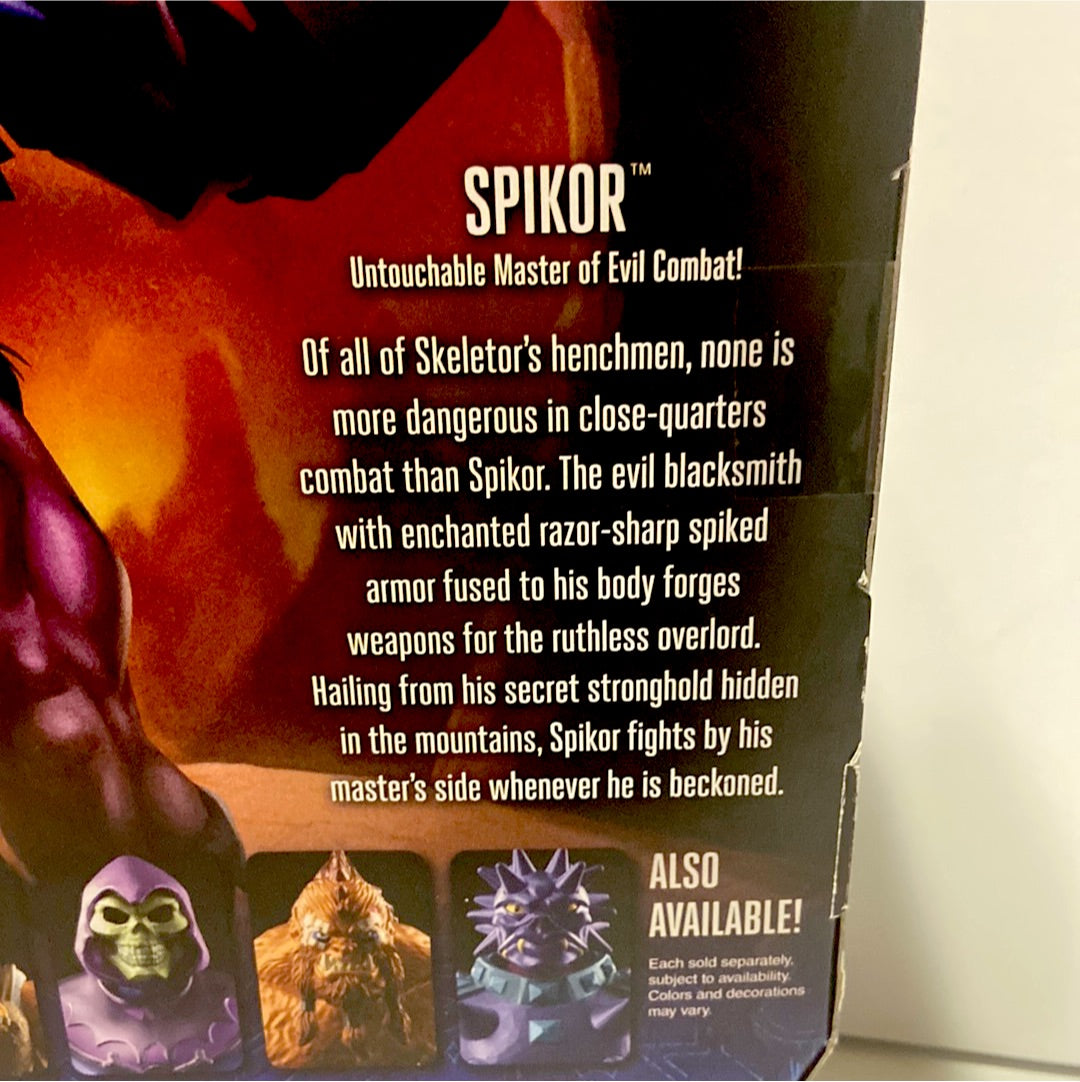 SPIKOR™
Untouchable Master of Evil Combat!
Of all of Skeletor's henchmen, none is
more dangerous in close-quarters
combat than Spikor. The evil blacksmith
with enchanted razor-sharp spiked
armor fused to his body forges
weapons for the ruthless overlord.
Hailing from his secret stronghold hidden
in the mountains, Spikor fights by his
master's side whenever he is beckoned.
ALSO
AVAILABLE!
Each sold separately,
subject to availability.
Colors and decorations
may vary.